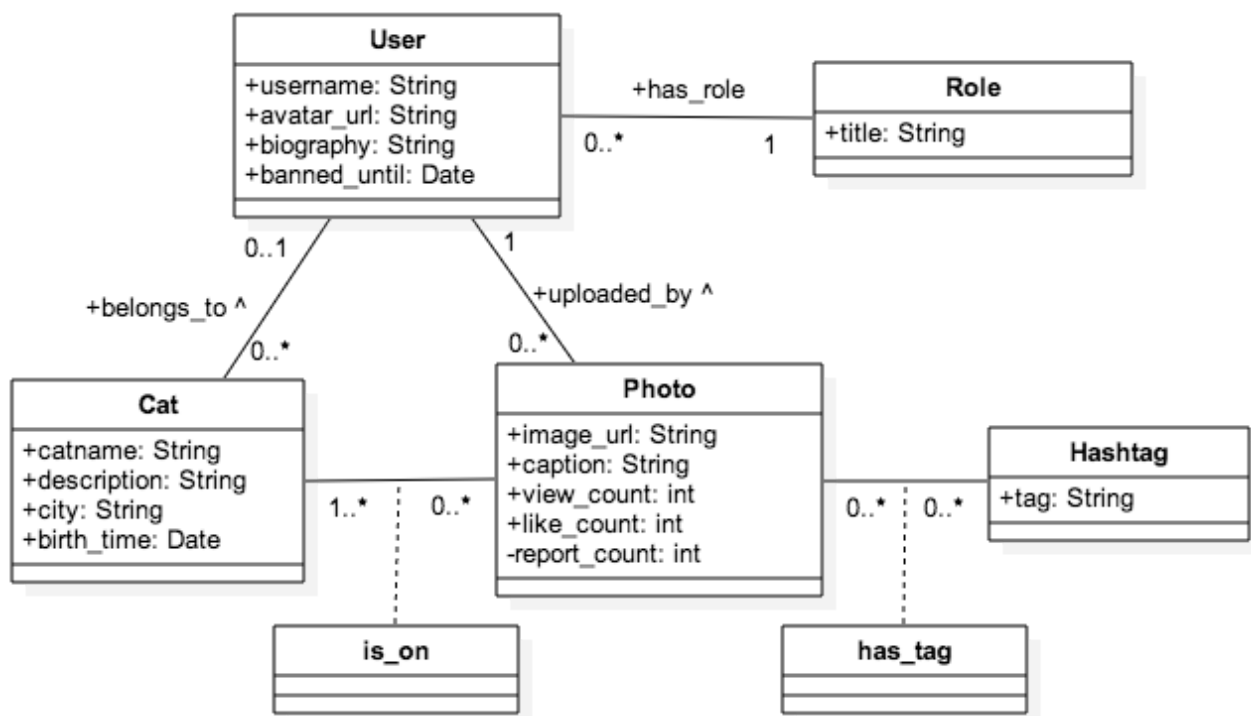 User
+username: String
+avatar_url: String
+biography: String
+banned_until: Date
+has_role
0..*
1
Role
+title: String
0..1
+belongs_to ^
0..*
1
+uploaded_by ^
0..*
Cat
+catname: String
+description: String
+city: String
+birth_time: Date
1..*
0..*
Photo
+image_url: String
+caption: String
+view_count: int
+like_count: int
-report_count: int
0..*
0..*
Hashtag
+tag: String
is_on
has_tag